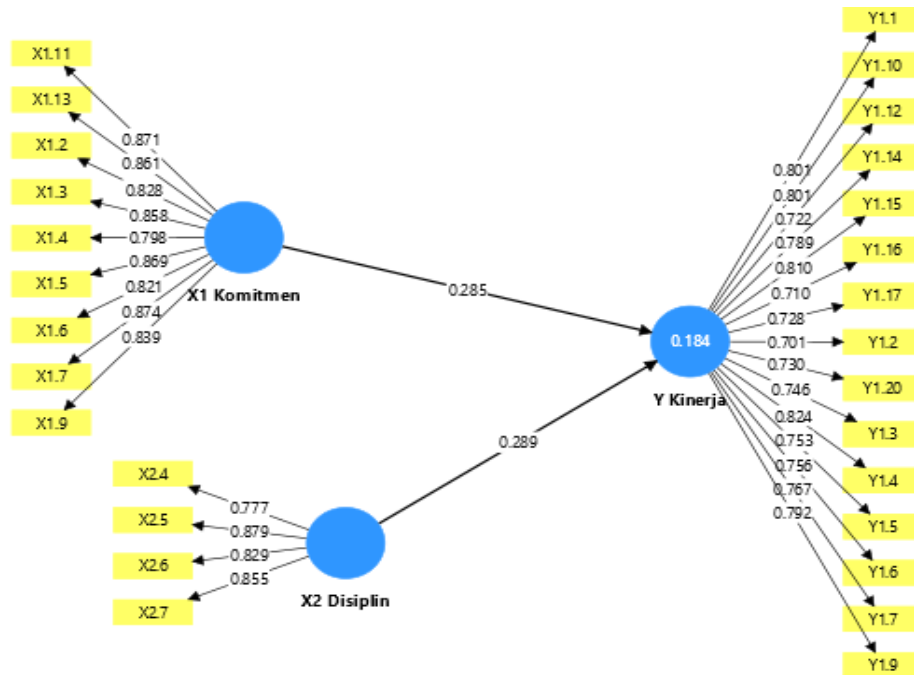 X1.11
X1.13
X1.2
X1.3
X1.4
X1.5
X1.6
X1.7
X1.9
0.871
0.861
0.828
0.858
0.798
0.869
0.821
0.874
0.839
X1 Komitmen
0.285
X2.4
X2.5
X2.6
X2.7
0.777
0.879
0.829
0.855
X2 Disiplin
0.289
0.184
Y Kinerja
0.801
0.801
0.722
0.789
0.810
0.710
0.728
0.701
0.730
0.746
0.824
0.753
0.756
0.767
0.792
Y1.1
Y1.10
Y1.12
Y1.14
Y1.15
Y1.16
Y1.17
Y1.2
Y1.20
Y1.3
Y1.4
Y1.5
Y1.6
Y1.7
Y1.9